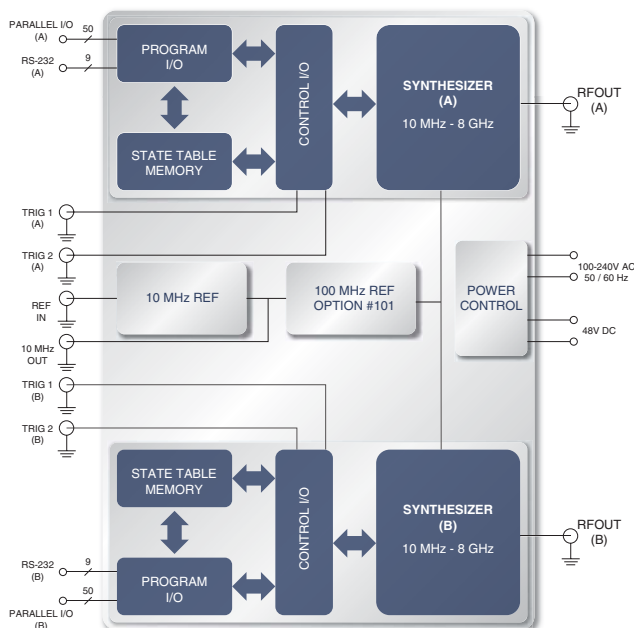 PARALLEL I/O
(A)
50
RS-232
(A)
9
PROGRAM
I/O
STATE TABLE
MEMORY
CONTROL I/O
SYNTHESIZER
(A)
10 MHz - 8 GHz
RFOUT
(A)
TRIG 1
(A)
TRIG 2
(A)
REF
IN
10 MHz
OUT
10 MHz REF
100 MHz REF
OPTION #101
POWER
CONTROL
100-240V AC
50 / 60 Hz
48V DC
TRIG 1
(B)
TRIG 2
(B)
STATE TABLE
MEMORY
CONTROL I/O
SYNTHESIZER
(B)
10 MHz - 8 GHz
RFOUT
(B)
RS-232
(B)
9
PROGRAM
I/O
PARALLEL I/O
(B)
50